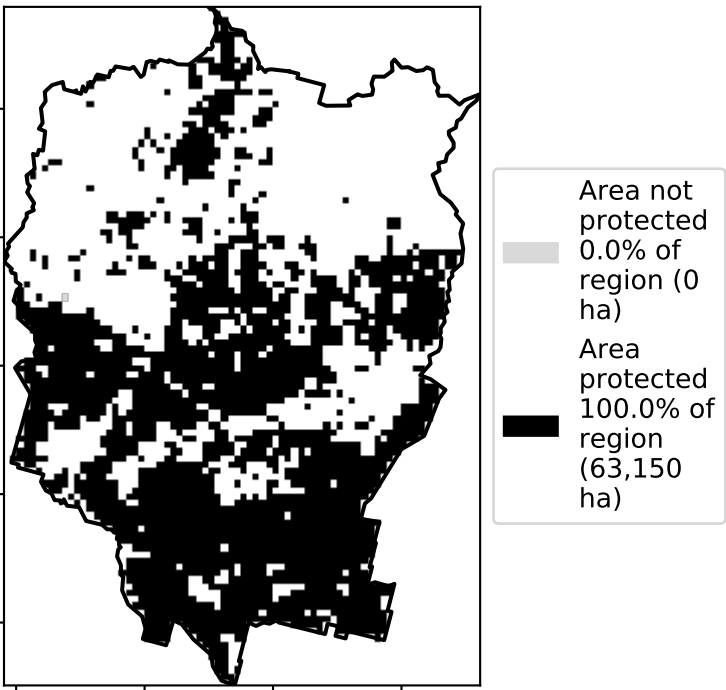 Area not
protected
0.0% of
region (0
ha)
Area
protected
100.0% of
region
(63,150
ha)